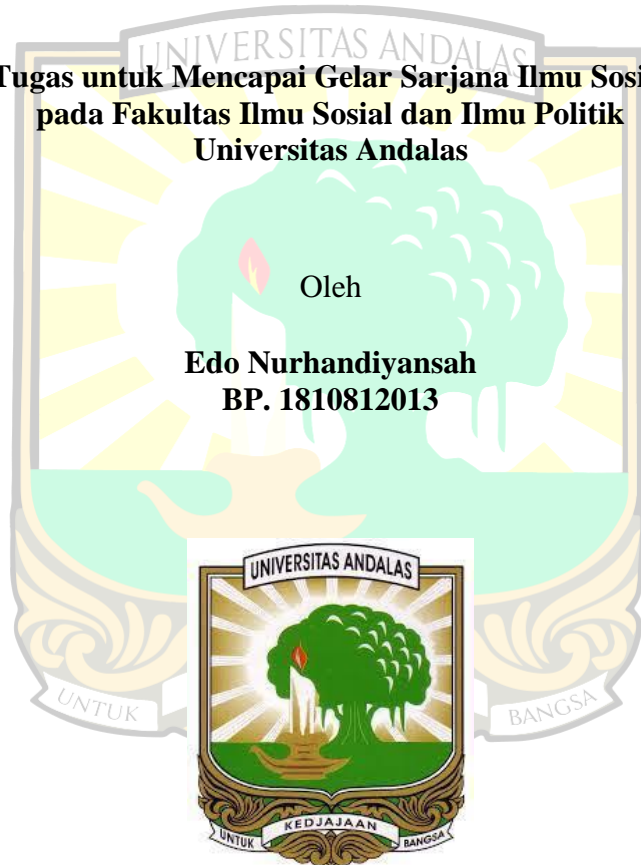 UNIVERSITAS ANDALAS
Tugas untuk Mencapai Gelar Sarjana Ilmu
pada Fakultas Ilmu Sosial dan Ilmu Politik
Universitas Andalas
Oleh
Edo Nurhandiyansah
BP. 1810812013
UNIVERSITAS ANDALAS
UNTUK BANGSA
UNTUK KEDJAJAAN BANGSA